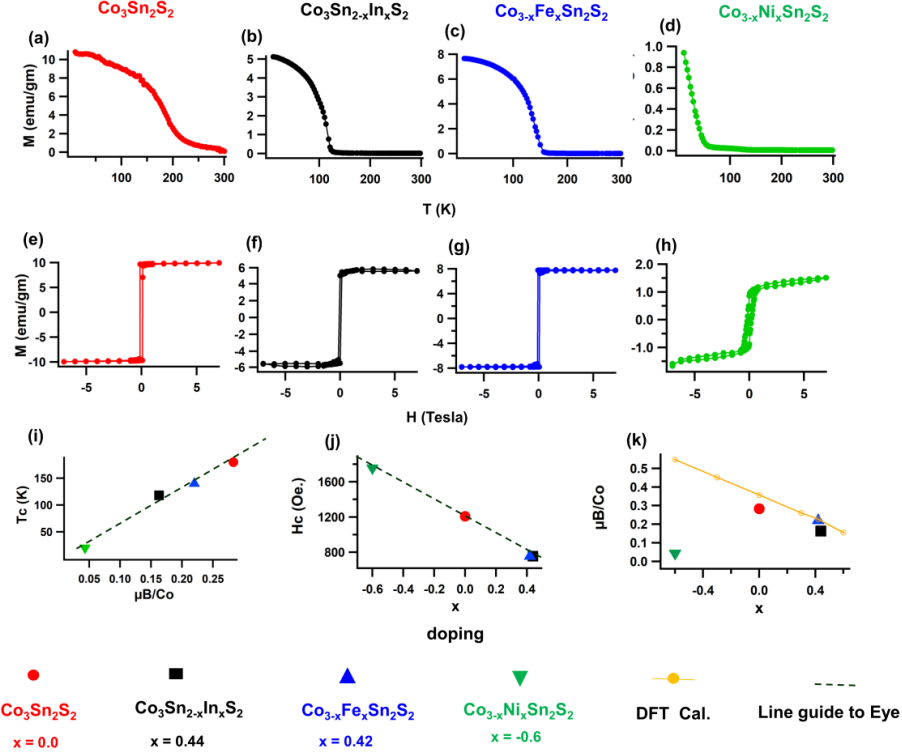 Co3Sn2S2 Co3Sn2-xInxS2 Co3-xFexSn2S2 Co3-xNixSn2S2
(a) (b) (c) (d)
M (emu/gm)
10 8 6 4 2 0
100 200 300
5 4 3 2 1 0
100 200 300
8 6 4 2 0
100 200 300
1.0 0.8 0.6 0.4 0.2 0.0
100 200 300
T (K)
(e) (f) (g) (h)
M (emu/gm)
10 5 0 -5 -10
-5 0 5
6 4 2 0 -2 -4 -6
-5 0 5
8 4 0 -4 -8
-5 0 5
2.0 1.0 0.0 -1.0
-5 0 5
H (Tesla)
(i) (j) (k)
Tc (K)
150 100 50
0.05 0.10 0.15 0.20 0.25
µB/Co
Hc (Oe.)
1600 1200 800
-0.6 -0.4 -0.2 0.0 0.2 0.4
x
µB/Co
0.5 0.4 0.3 0.2 0.1 0.0
-0.4 0.0 0.4
x
doping
Co3Sn2S2 Co3Sn2-xInxS2 Co3-xFexSn2S2 Co3-xNixSn2S2 DFT Cal. Line guide to Eye
x = 0.0 x = 0.44 x = 0.42 x = -0.6